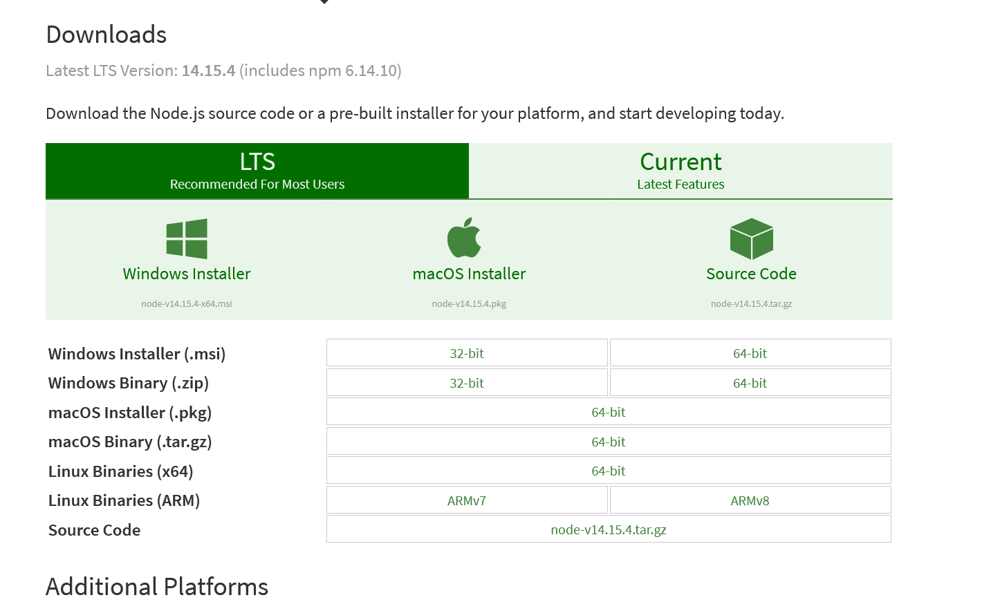 Downloads
Latest LTS Version: 14.15.4 (includes npm 6.14.10)
Download the Node.js source code or a pre-built installer for your platform, and start developing today.
LTS
Recommended For Most Users
Current
Latest Features
Windows Installer
node-v14.15.4-x64.msi
macOS Installer
node-v14.15.4.pkg
Source Code
node-v14.15.4.tar.gz
Windows Installer (.msi) 32-bit 64-bit
Windows Binary (.zip) 32-bit 64-bit
macOS Installer (.pkg) 64-bit
macOS Binary (.tar.gz) 64-bit
Linux Binaries (x64) 64-bit
Linux Binaries (ARM) ARMv7 ARMv8
Source Code node-v14.15.4.tar.gz
Additional Platforms